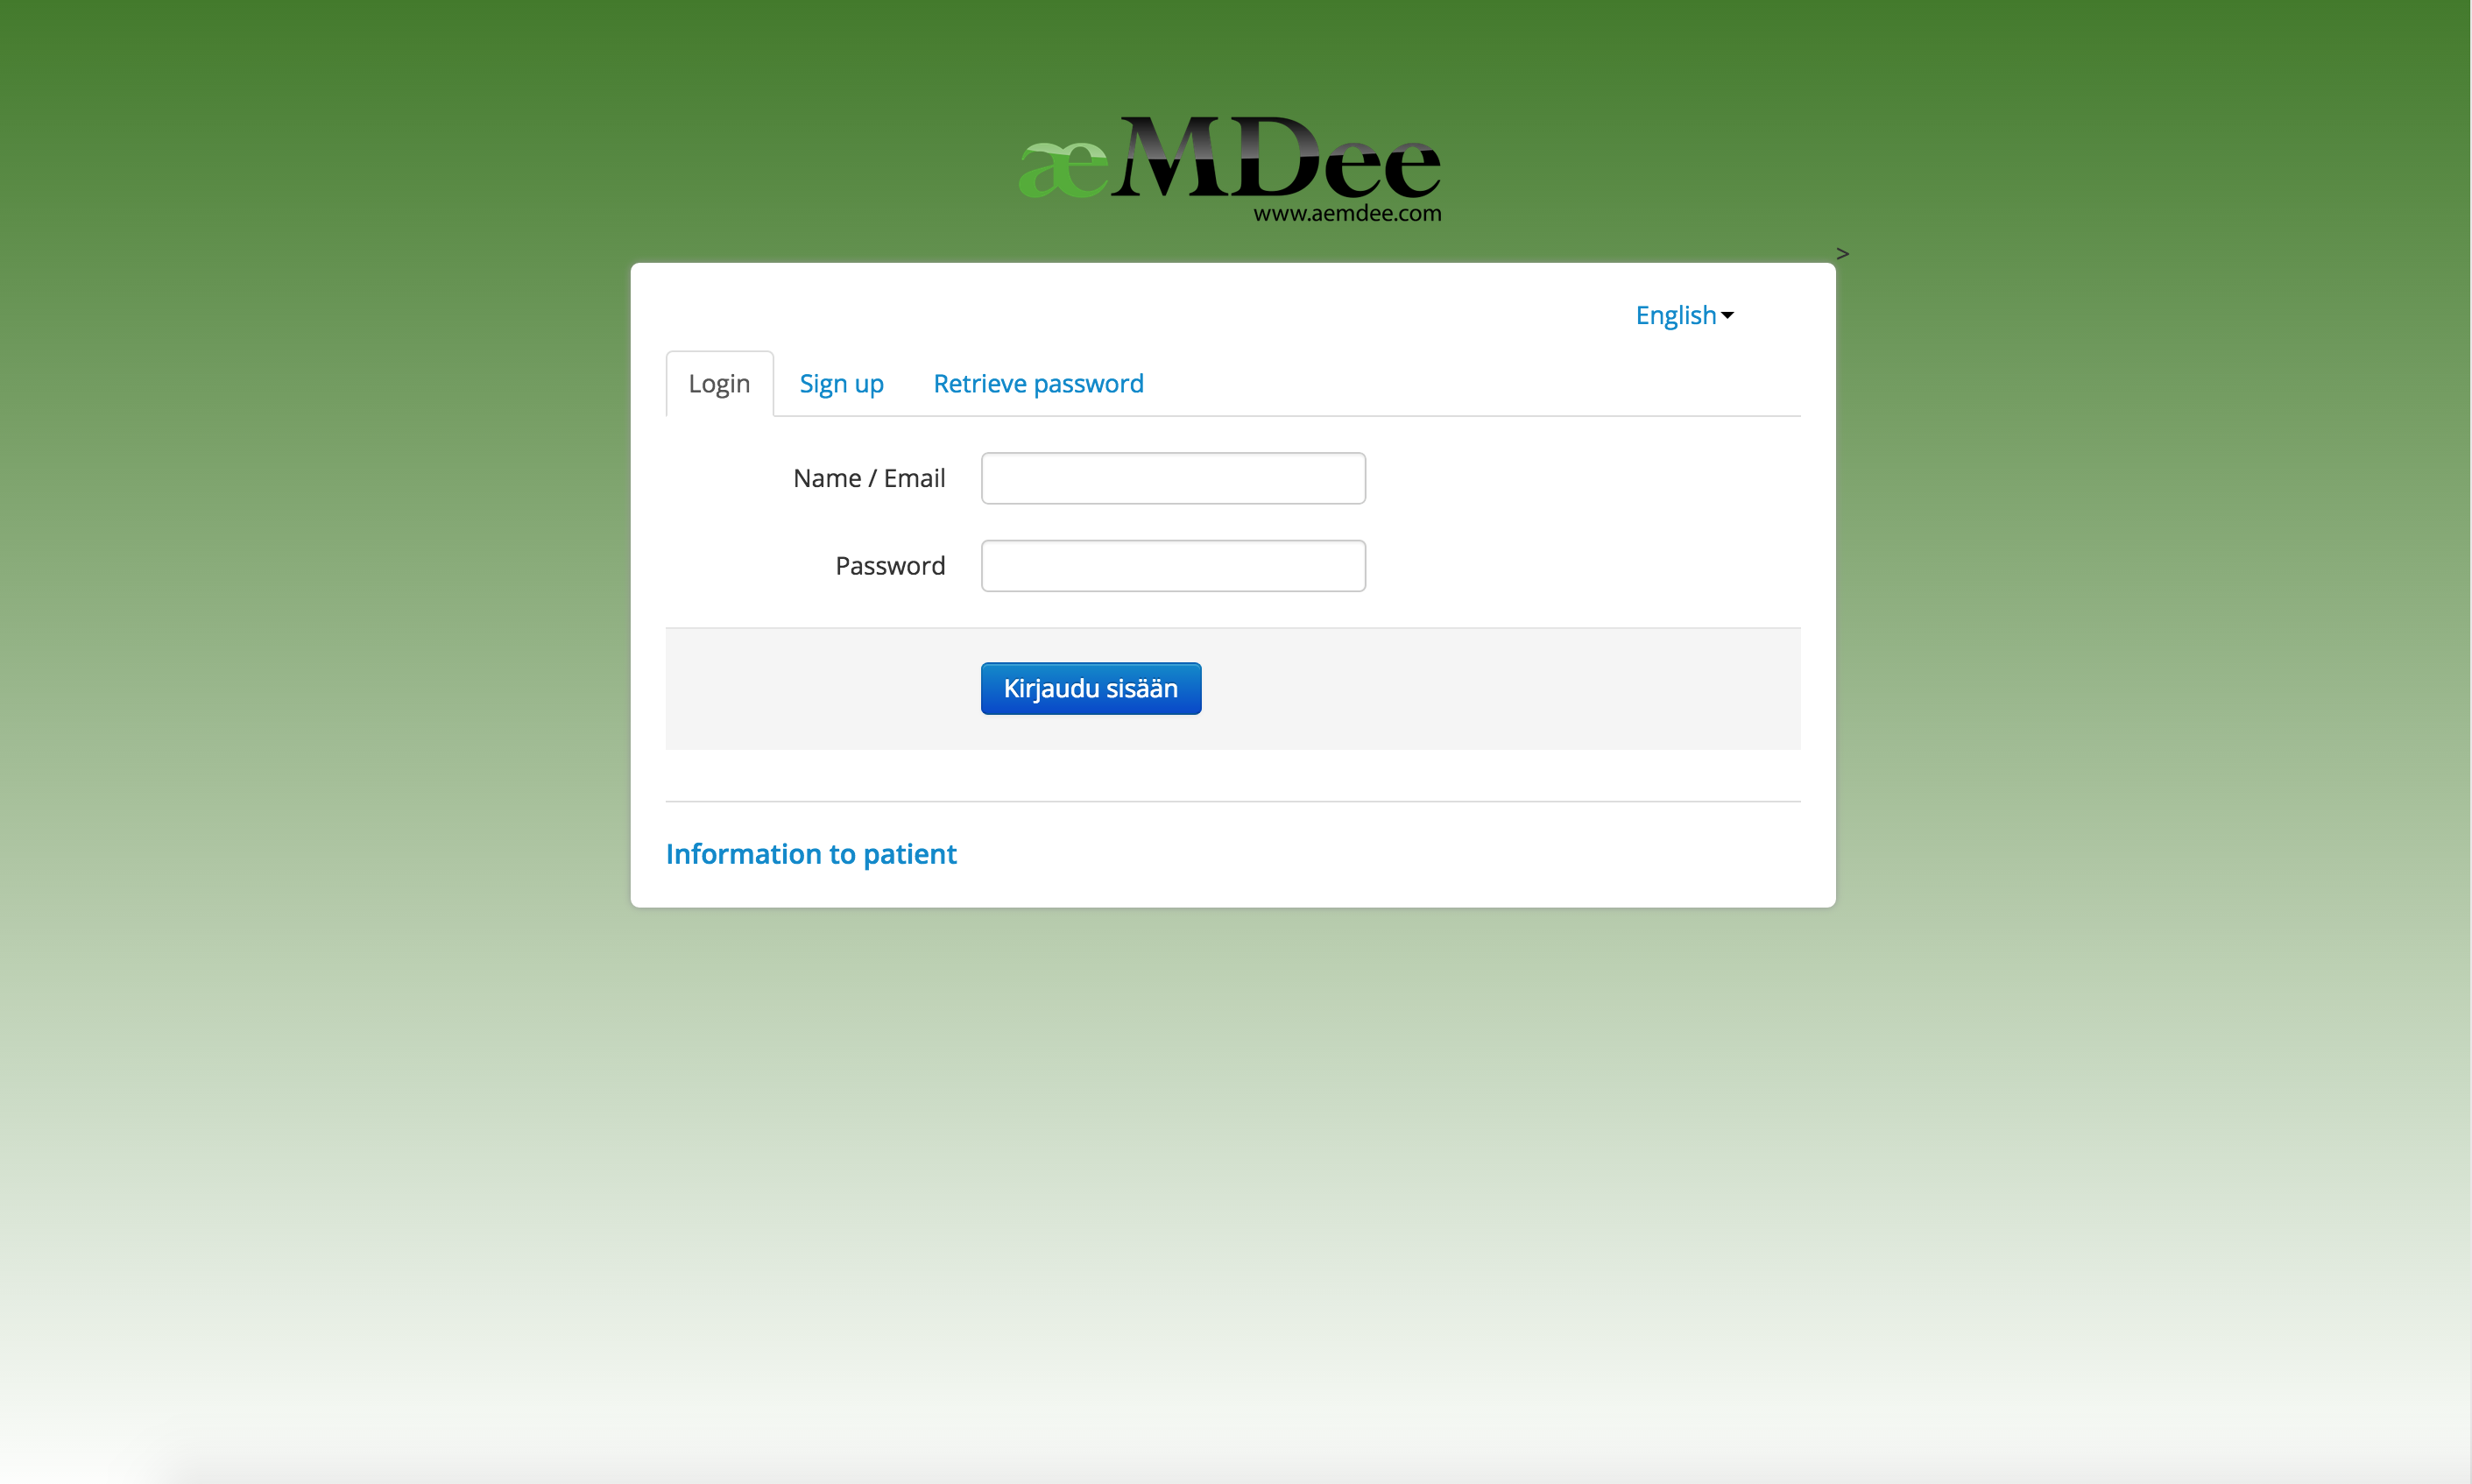 æMDee
www.aemdee.com
>
English
Login Sign up Retrieve password
Name / Email
Password
Kirjaudu sisään
Information to patient